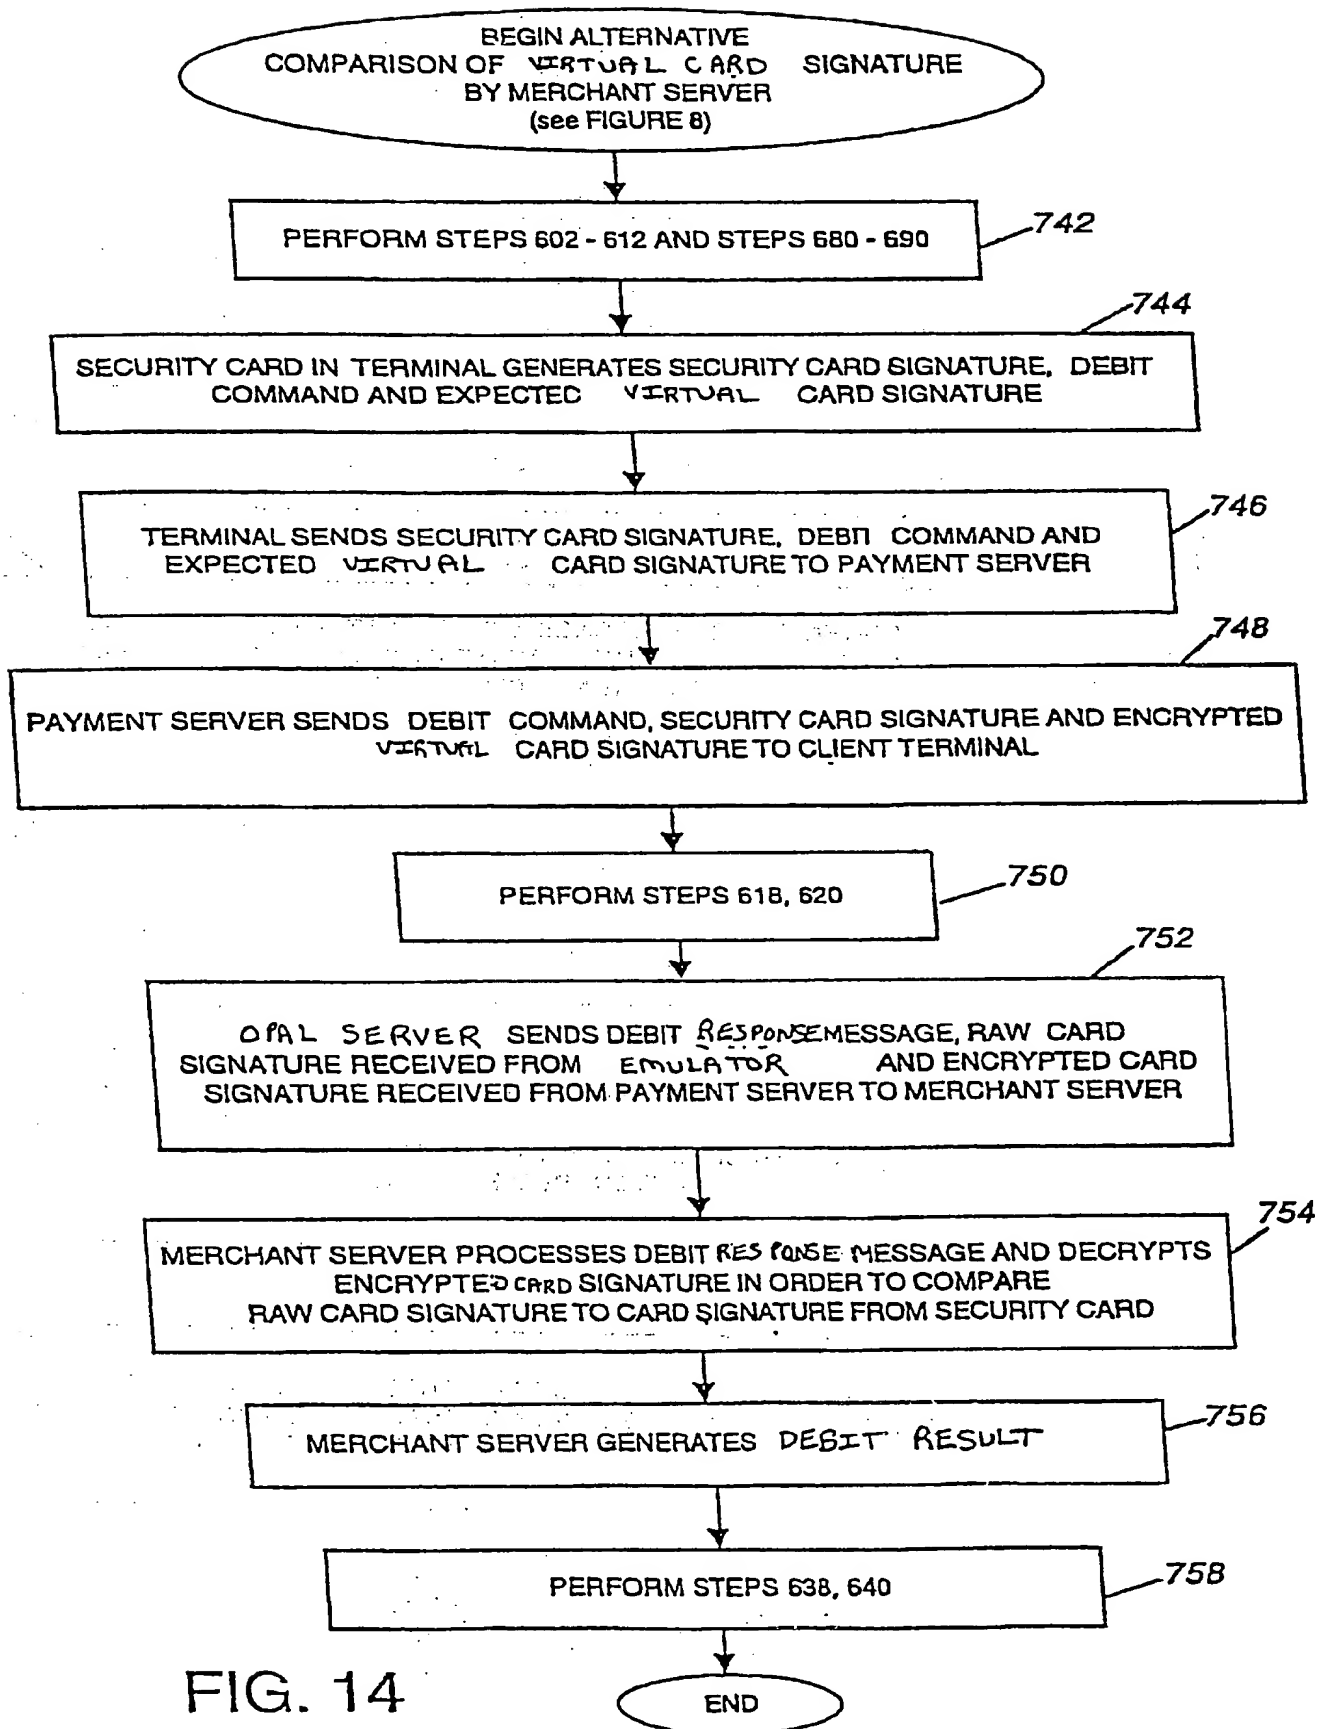 BEGIN ALTERNATIVE
COMPARISON OF VIRTUAL CARD SIGNATURE
BY MERCHANT SERVER
(see FIGURE 8)
PERFORM STEPS 602 - 612 AND STEPS 680 - 690
742
744
SECURITY CARD IN TERMINAL GENERATES SECURITY CARD SIGNATURE, DEBIT
COMMAND AND EXPECTED VIRTUAL CARD SIGNATURE
746
TERMINAL SENDS SECURITY CARD SIGNATURE, DEBIT COMMAND AND
EXPECTED VIRTUAL CARD SIGNATURE TO PAYMENT SERVER
748
PAYMENT SERVER SENDS DEBIT COMMAND, SECURITY CARD SIGNATURE AND ENCRYPTED
VIRTUAL CARD SIGNATURE TO CLIENT TERMINAL
PERFORM STEPS 618, 620
750
752
OPAL SERVER SENDS DEBIT RESPONSE MESSAGE, RAW CARD
SIGNATURE RECEIVED FROM EMULATOR AND ENCRYPTED CARD
SIGNATURE RECEIVED FROM PAYMENT SERVER TO MERCHANT SERVER
754
MERCHANT SERVER PROCESSES DEBIT RESPONSE MESSAGE AND DECRYPTS
ENCRYPTED CARD SIGNATURE IN ORDER TO COMPARE
RAW CARD SIGNATURE TO CARD SIGNATURE FROM SECURITY CARD
756
MERCHANT SERVER GENERATES DEBIT RESULT
PERFORM STEPS 638, 640
758
FIG. 14
END